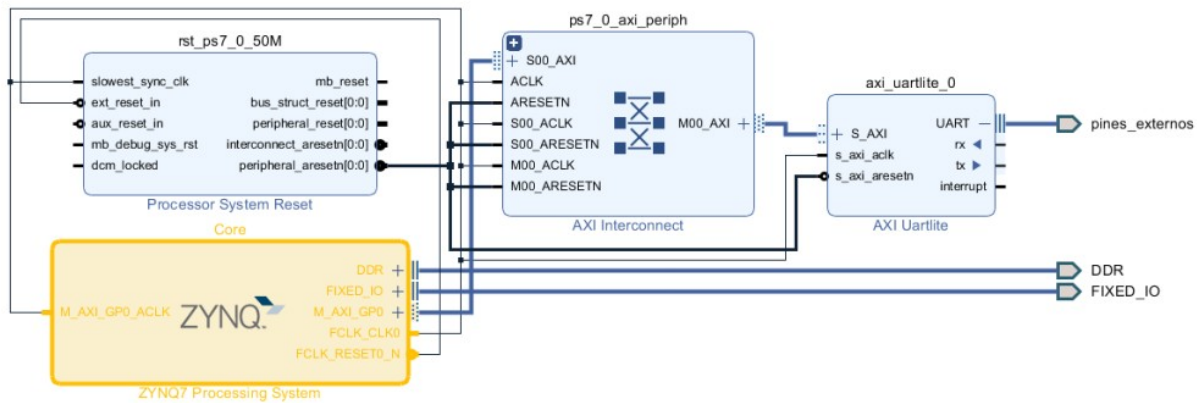 rst_ps7_0_50M
slowest_sync_clk
ext_reset_in
aux_reset_in
mb_debug_sys_rst
dcm_locked
mb_reset
bus_struct_reset[0:0]
peripheral_reset[0:0]
interconnect_aresetn[0:0]
peripheral_aresetn[0:0]
Processor System Reset
ps7_0_axi_periph
S00_AXI
ACLK
ARESETN
S00_ACLK
S00_ARESETN
M00_ACLK
M00_ARESETN
M00_AXI
AXI Interconnect
axi_uartlite_0
S_AXI
s_axi_aclk
s_axi_aresetn
UART
rx
tx
interrupt
AXI Uartlite
pines_externos
Core
M_AXI_GP0_ACLK
ZYNQ
DDR
FIXED_IO
M_AXI_GP0
FCLK_CLK0
FCLK_RESET0_N
ZYNQ7 Processing System
DDR
FIXED_IO